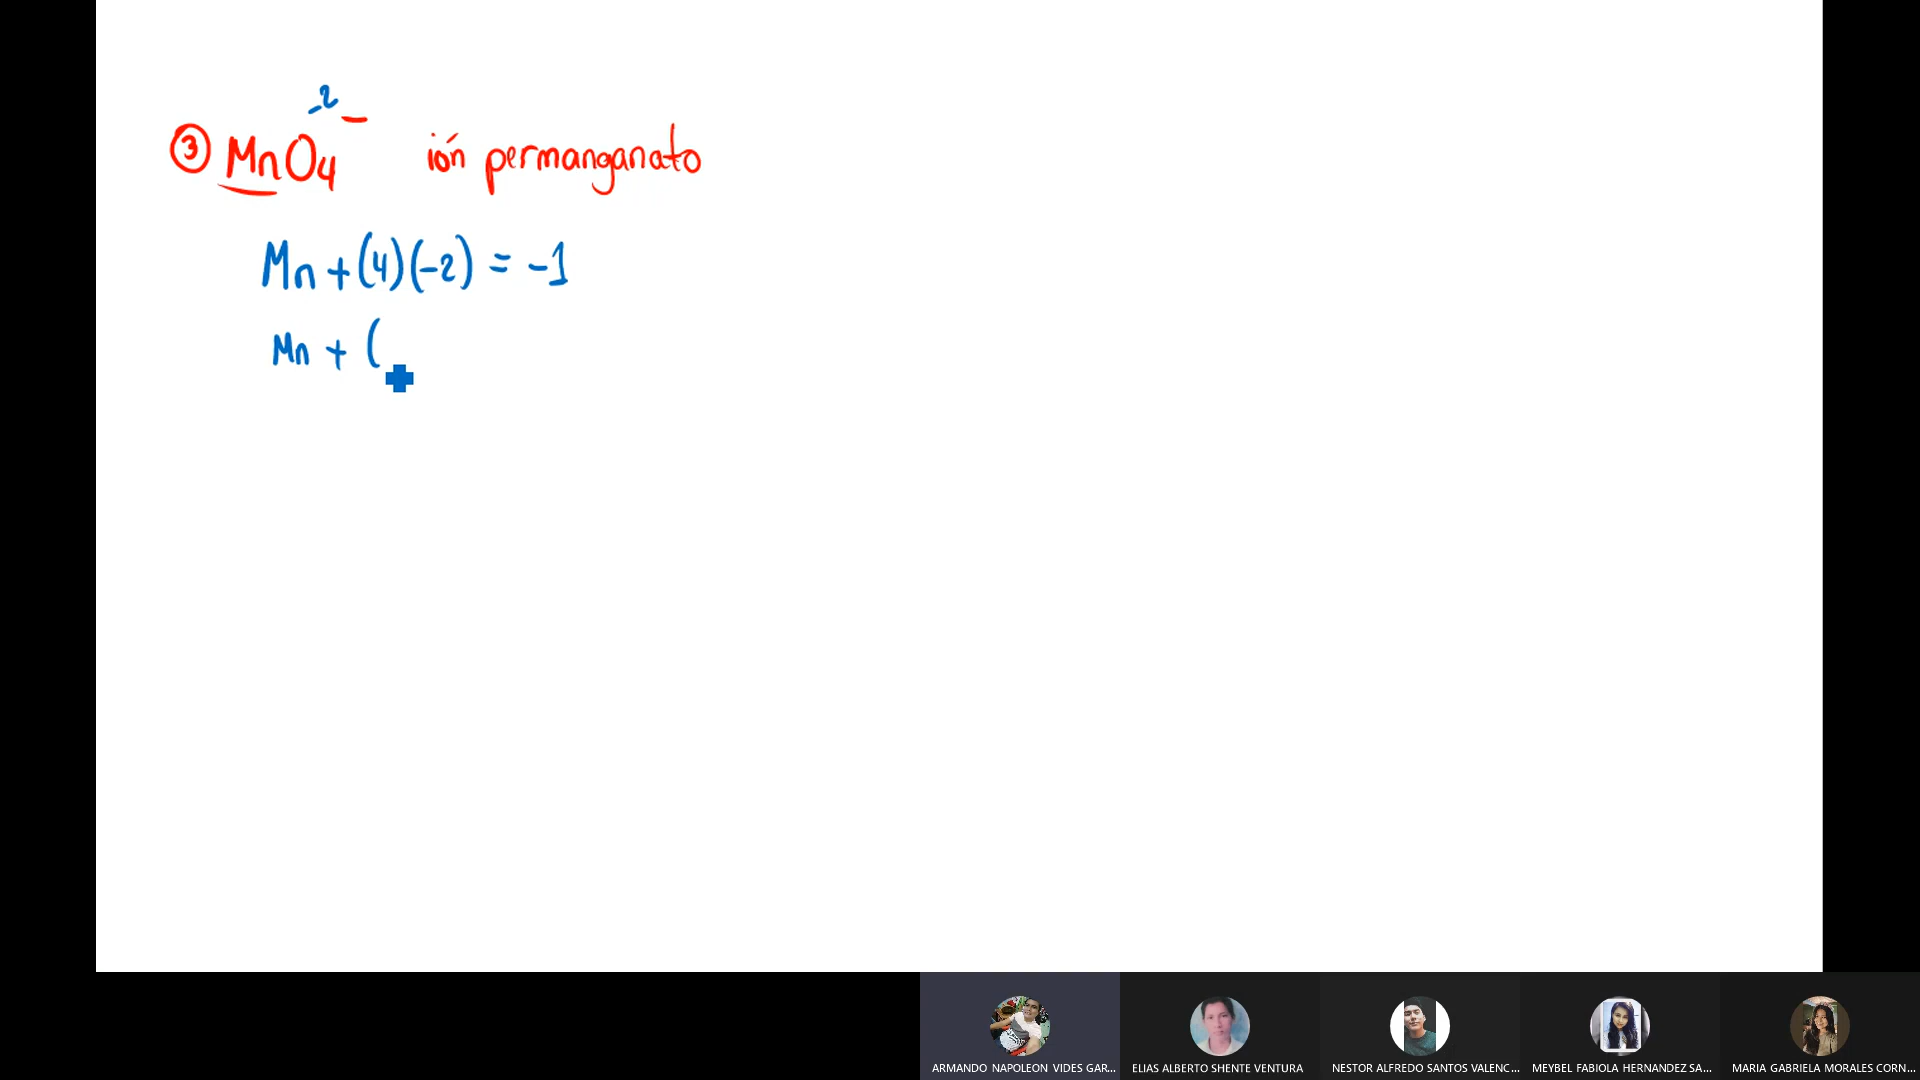 -2
③ MnO4 − ión permanganato
Mn + (4)(-2) = -1
Mn + (
ARMANDO NAPOLEON VIDES GAR...
ELIAS ALBERTO SHENTE VENTURA
NESTOR ALFREDO SANTOS VALENC...
MEYBEL FABIOLA HERNANDEZ SA...
MARIA GABRIELA MORALES CORN...